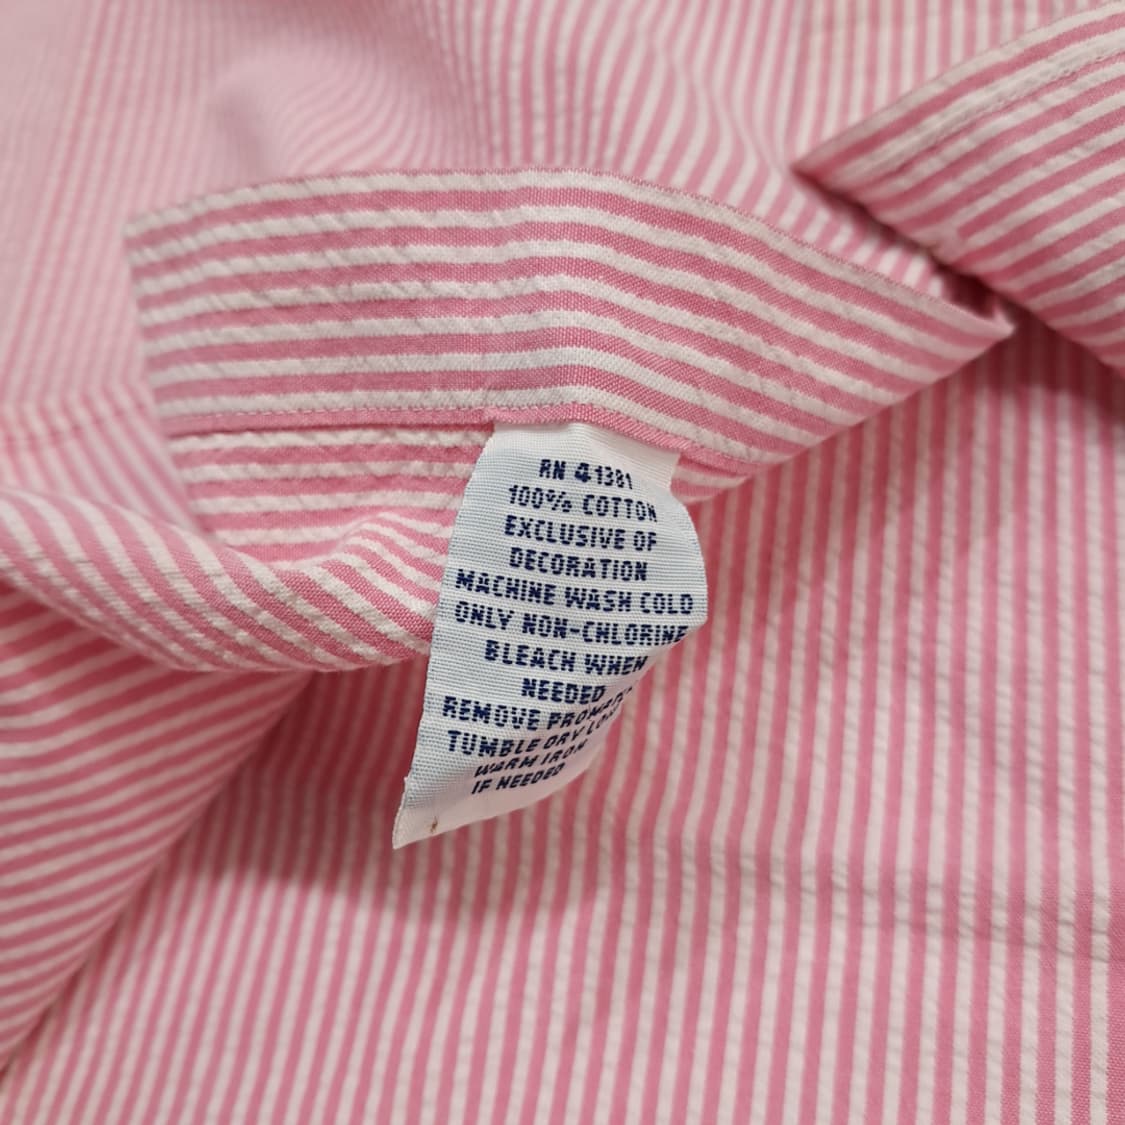 RN 41381
100% COTTON
EXCLUSIVE OF
DECORATION
MACHINE WASH COLD
ONLY NON-CHLORINE
BLEACH WHEN
NEEDED
REMOVE
TUMBLE DRY
WARM IRON
IF NEEDED